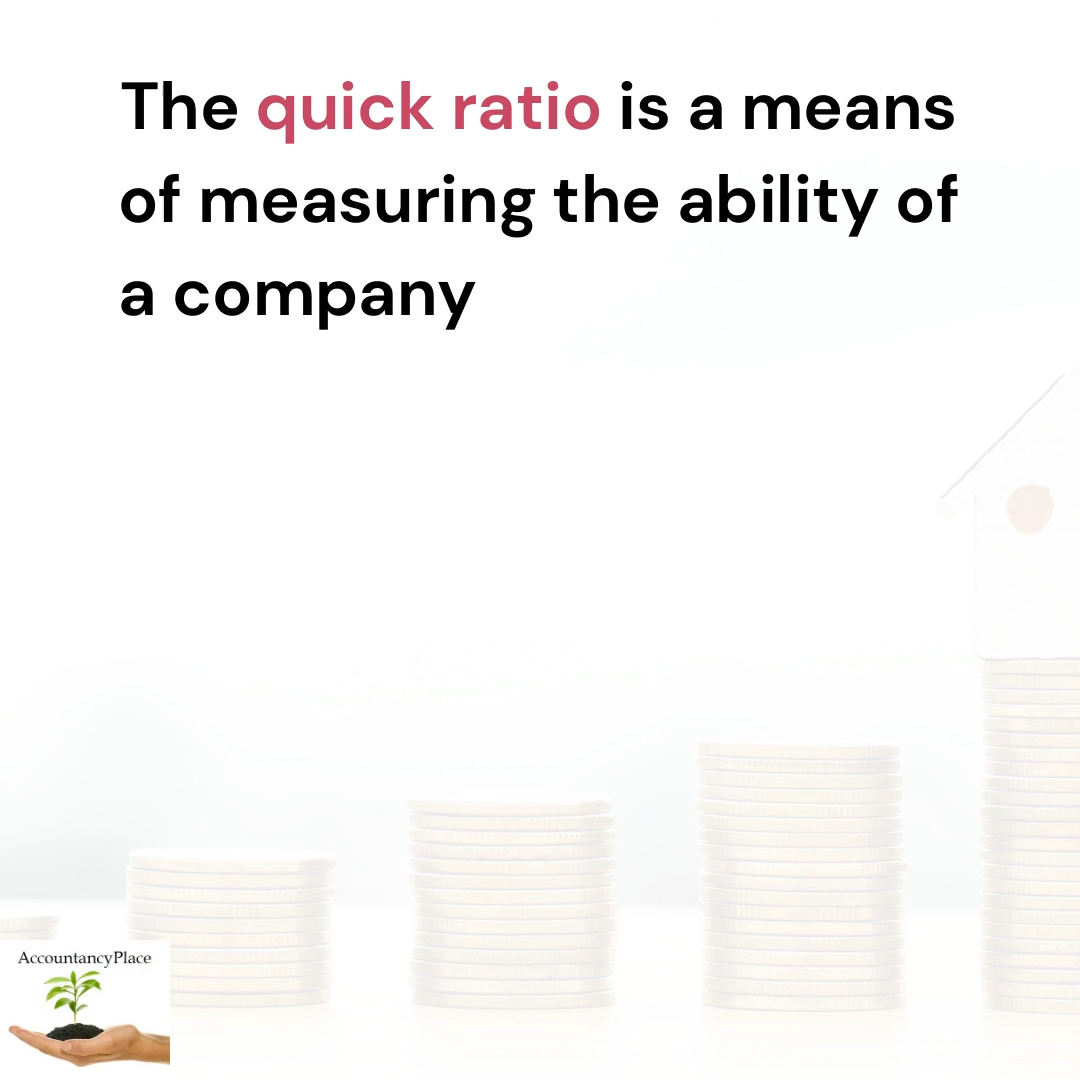 The quick ratio is a means
of measuring the ability of
a company
AccountancyPlace